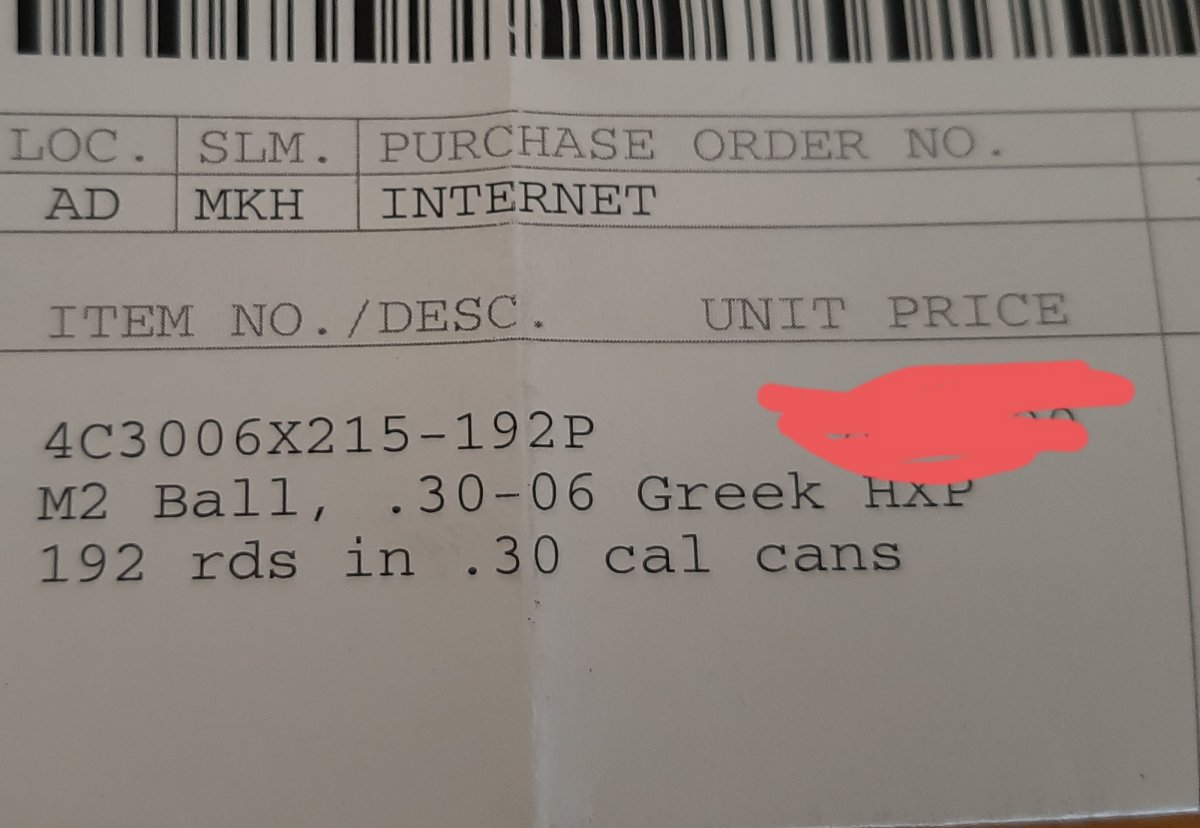 LOC. SLM. PURCHASE ORDER NO.
AD MKH INTERNET
ITEM NO./DESC. UNIT PRICE
4C3006X215-192P
M2 Ball, .30-06 Greek HXP
192 rds in .30 cal cans